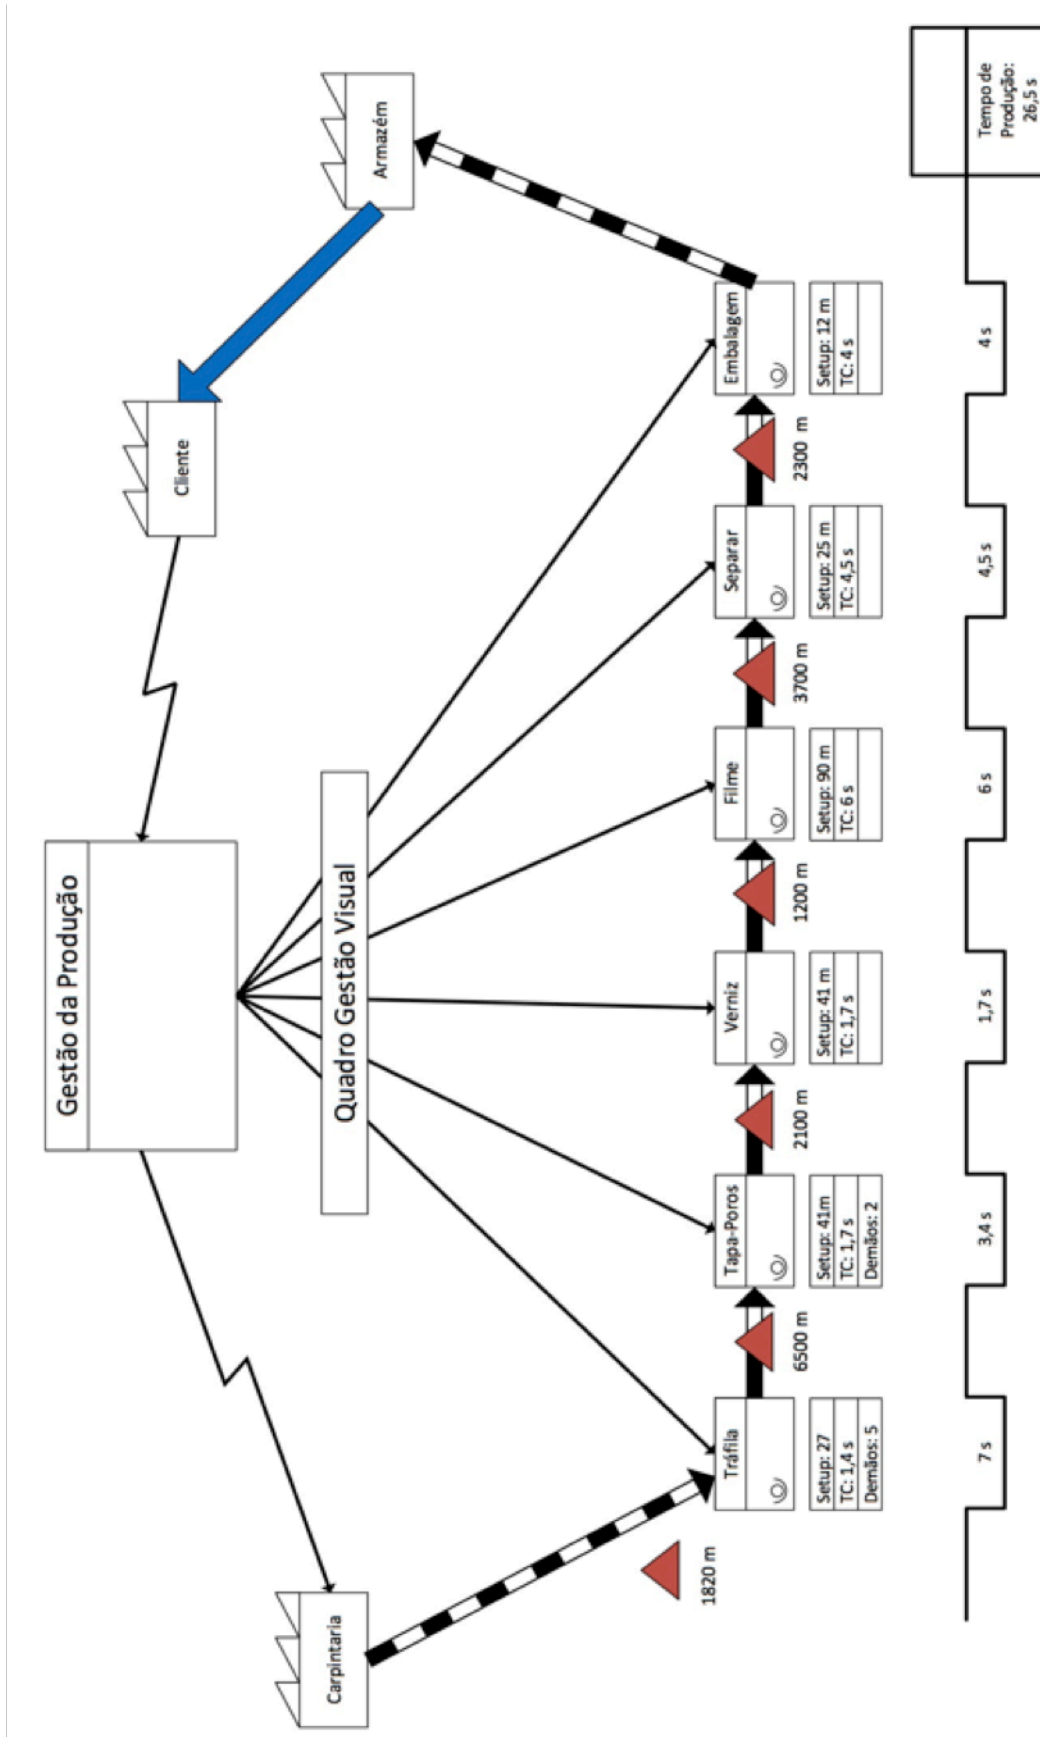 Gestão da Produção
Cliente
Armazém
Quadro Gestão Visual
Carpintaria
1820 m
Tráfila
Setup: 27
TC: 1,4 s
Demãos: 5
6500 m
Tapa-Poros
Setup: 41m
TC: 1,7 s
Demãos: 2
2100 m
Verniz
Setup: 41 m
TC: 1,7 s
1200 m
Filme
Setup: 90 m
TC: 6 s
3700 m
Separar
Setup: 25 m
TC: 4,5 s
2300 m
Embalagem
Setup: 12 m
TC: 4 s
7 s
3,4 s
1,7 s
6 s
4,5 s
4 s
Tempo de
Produção:
26,5 s